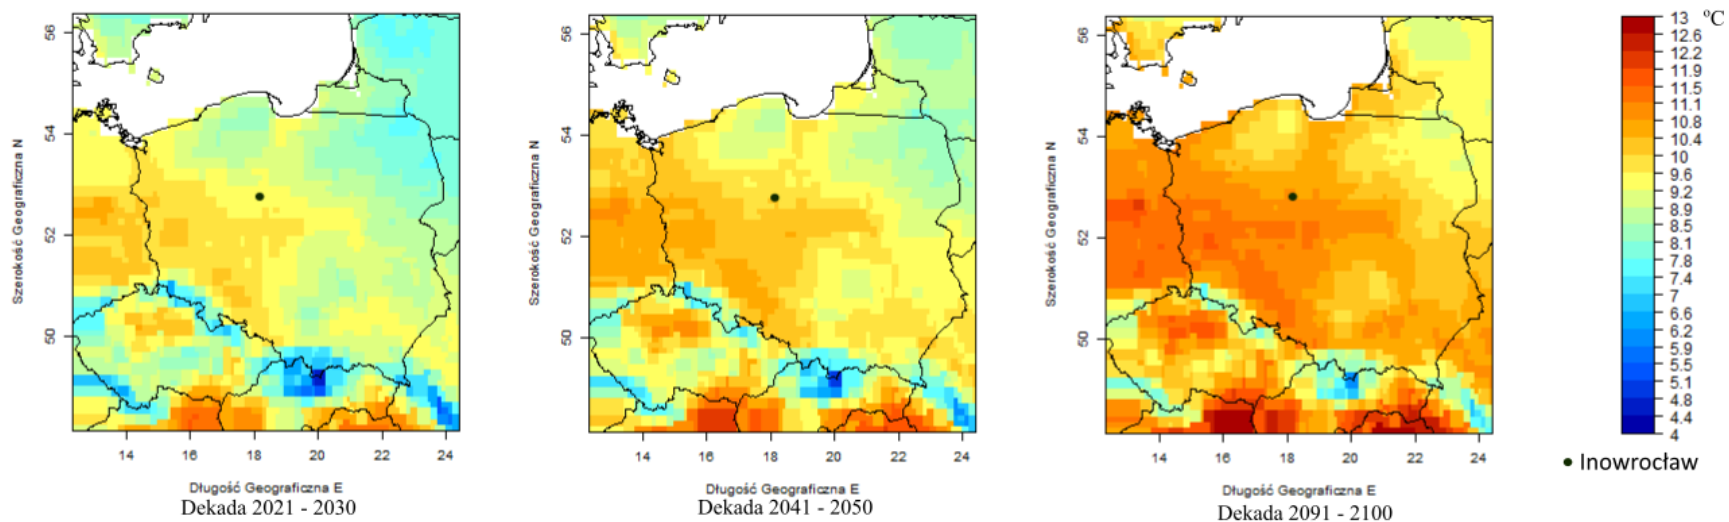 56
54
52
50
Szerokość Geograficzna N
14 16 18 20 22 24
Długość Geograficzna E
Dekada 2021 - 2030
56
54
52
50
Szerokość Geograficzna N
14 16 18 20 22 24
Długość Geograficzna E
Dekada 2041 - 2050
56
54
52
50
Szerokość Geograficzna N
14 16 18 20 22 24
Długość Geograficzna E
Dekada 2091 - 2100
13 °C
12.6
12.2
11.9
11.5
11.1
10.8
10.4
10
9.6
9.2
8.9
8.5
8.1
7.8
7.4
7
6.6
6.2
5.9
5.5
5.1
4.8
4.4
4
• Inowrocław